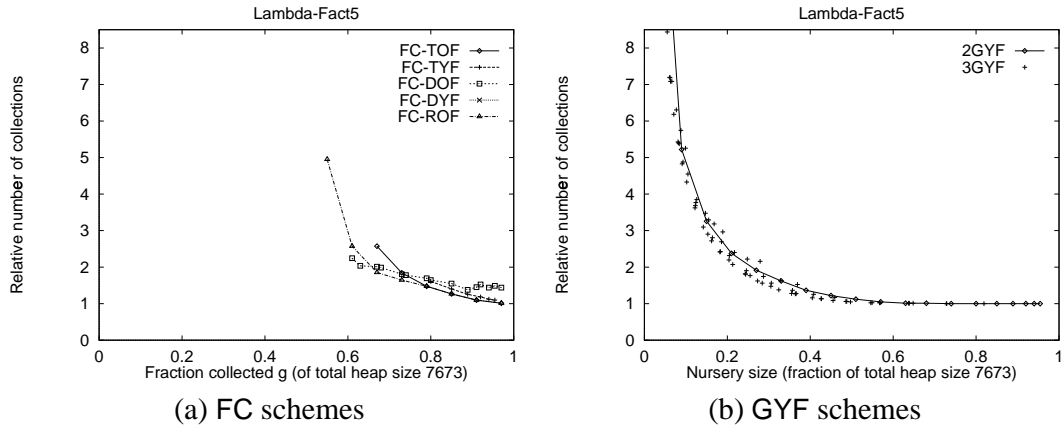 Lambda-Fact5
Relative number of collections
8
7
6
5
4
3
2
1
0
FC-TOF
FC-TYF
FC-DOF
FC-DYF
FC-ROF
0 0.2 0.4 0.6 0.8 1
Fraction collected g (of total heap size 7673)
(a) FC schemes
Lambda-Fact5
Relative number of collections
8
7
6
5
4
3
2
1
0
2GYF
3GYF
0 0.2 0.4 0.6 0.8 1
Nursery size (fraction of total heap size 7673)
(b) GYF schemes